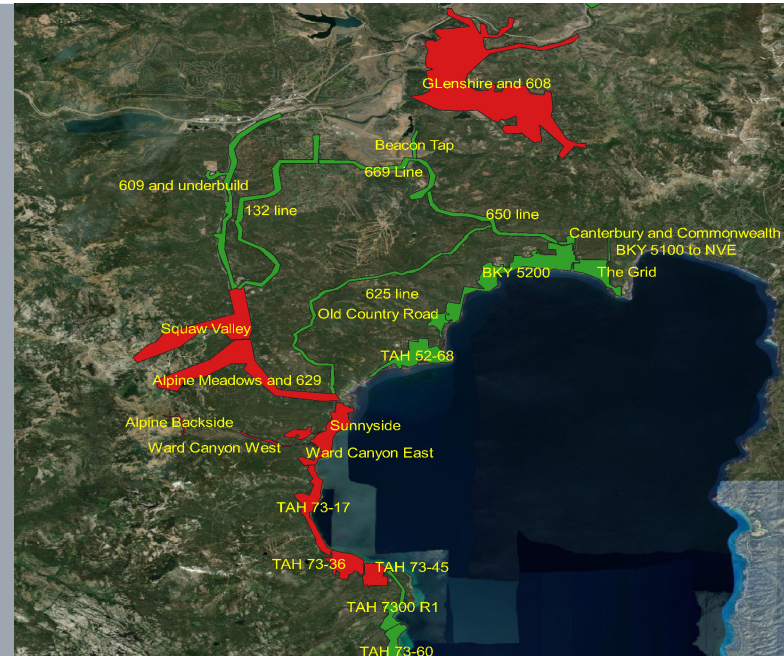 GLenshire and 608
Beacon Tap
669 Line
609 and underbuild
132 line
650 line
Canterbury and Commonwealth
BKY 5100 to NVE
BKY 5200
The Grid
625 line
Old Country Road
Squaw Valley
TAH 52-68
Alpine Meadows and 629
Alpine Backside
Sunnyside
Ward Canyon West
Ward Canyon East
TAH 73-17
TAH 73-36
TAH 73-45
TAH 7300 R1
TAH 73-60